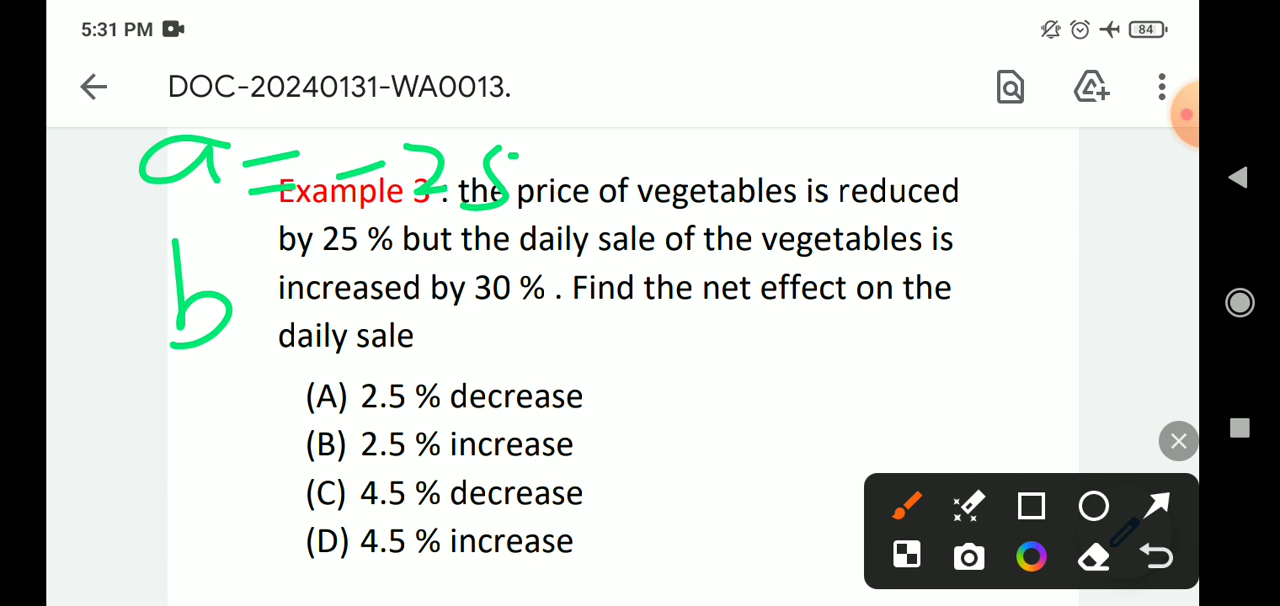 5:31 PM 84
DOC-20240131-WA0013.
a = - 25
Example 3 : the price of vegetables is reduced
by 25 % but the daily sale of the vegetables is
b
increased by 30 % . Find the net effect on the
daily sale
(A) 2.5 % decrease
(B) 2.5 % increase
(C) 4.5 % decrease
(D) 4.5 % increase